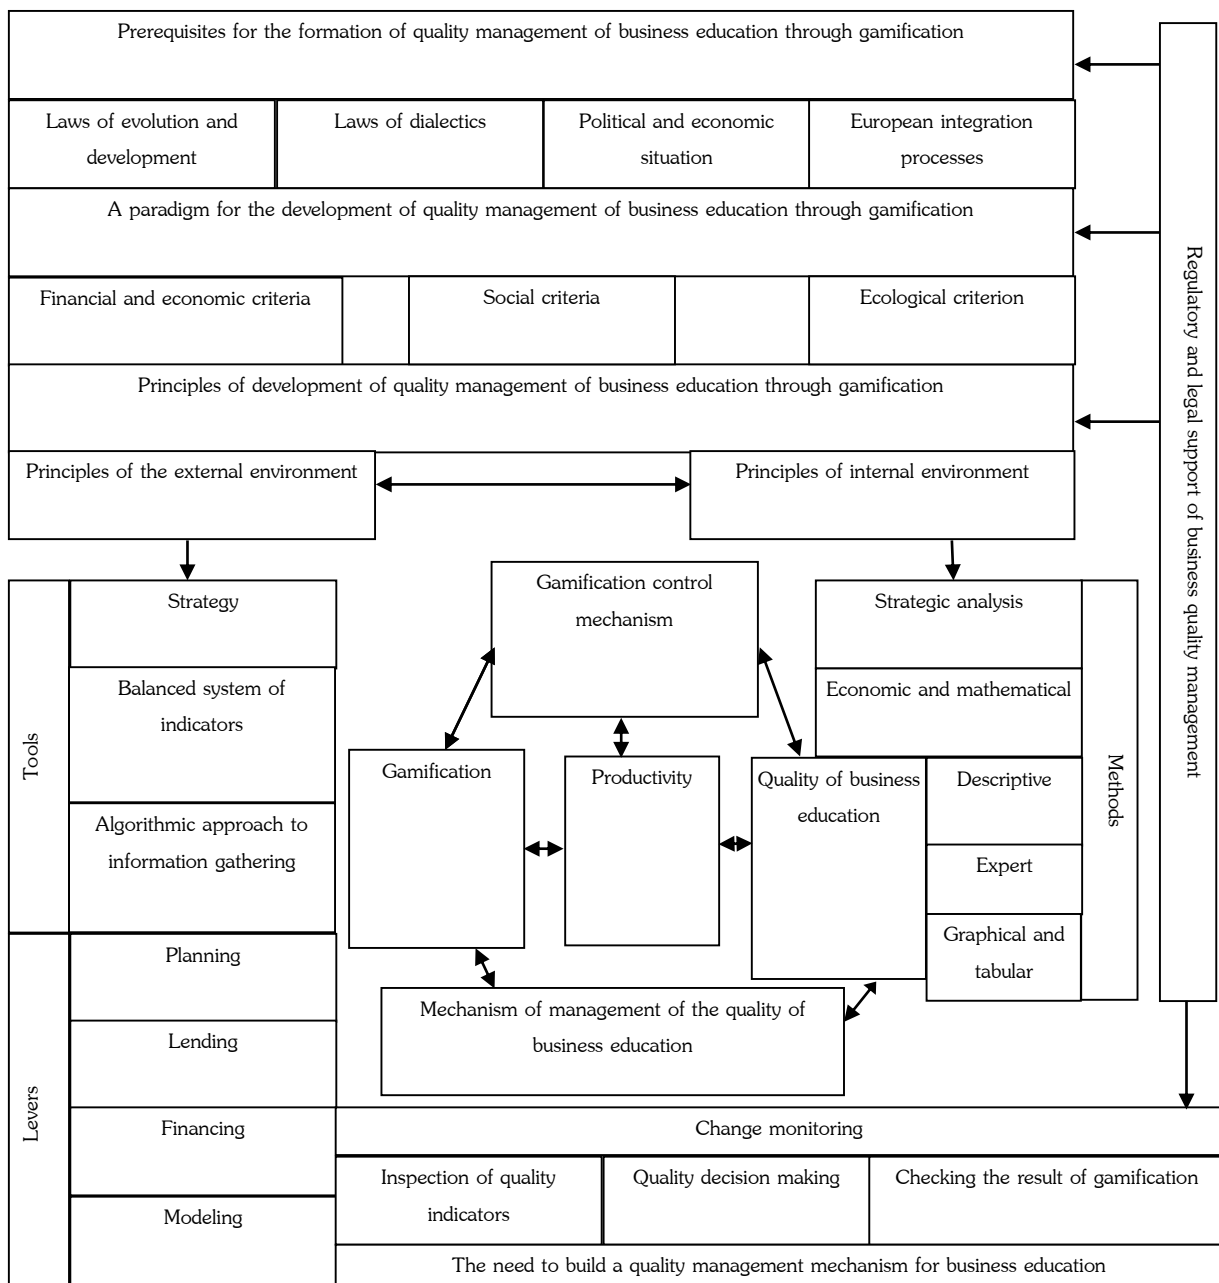 Prerequisites for the formation of quality management of business education through gamification
Laws of evolution and
development
Laws of dialectics
Political and economic
situation
European integration
processes
A paradigm for the development of quality management of business education through gamification
Financial and economic criteria
Social criteria
Ecological criterion
Principles of development of quality management of business education through gamification
Principles of the external environment
Principles of internal environment
Regulatory and legal support of business quality management
Tools
Strategy
Balanced system of
indicators
Algorithmic approach to
information gathering
Gamification control
mechanism
Gamification
Productivity
Quality of business
education
Mechanism of management of the quality of
business education
Strategic analysis
Economic and mathematical
Descriptive
Expert
Graphical and
tabular
Methods
Levers
Planning
Lending
Financing
Modeling
Change monitoring
Inspection of quality
indicators
Quality decision making
Checking the result of gamification
The need to build a quality management mechanism for business education